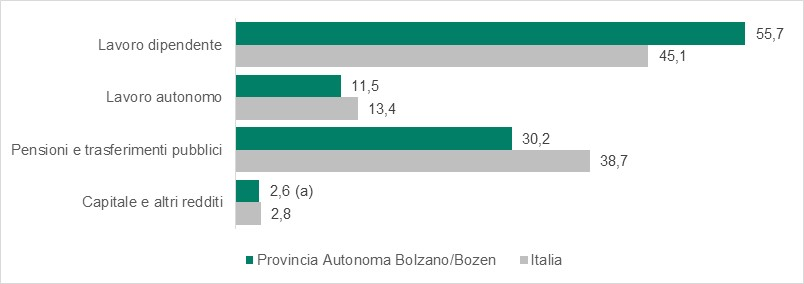 Lavoro dipendente
55,7
45,1
Lavoro autonomo
11,5
13,4
Pensioni e trasferimenti pubblici
30,2
38,7
Capitale e altri redditi
2,6 (a)
2,8
Provincia Autonoma Bolzano/Bozen
Italia